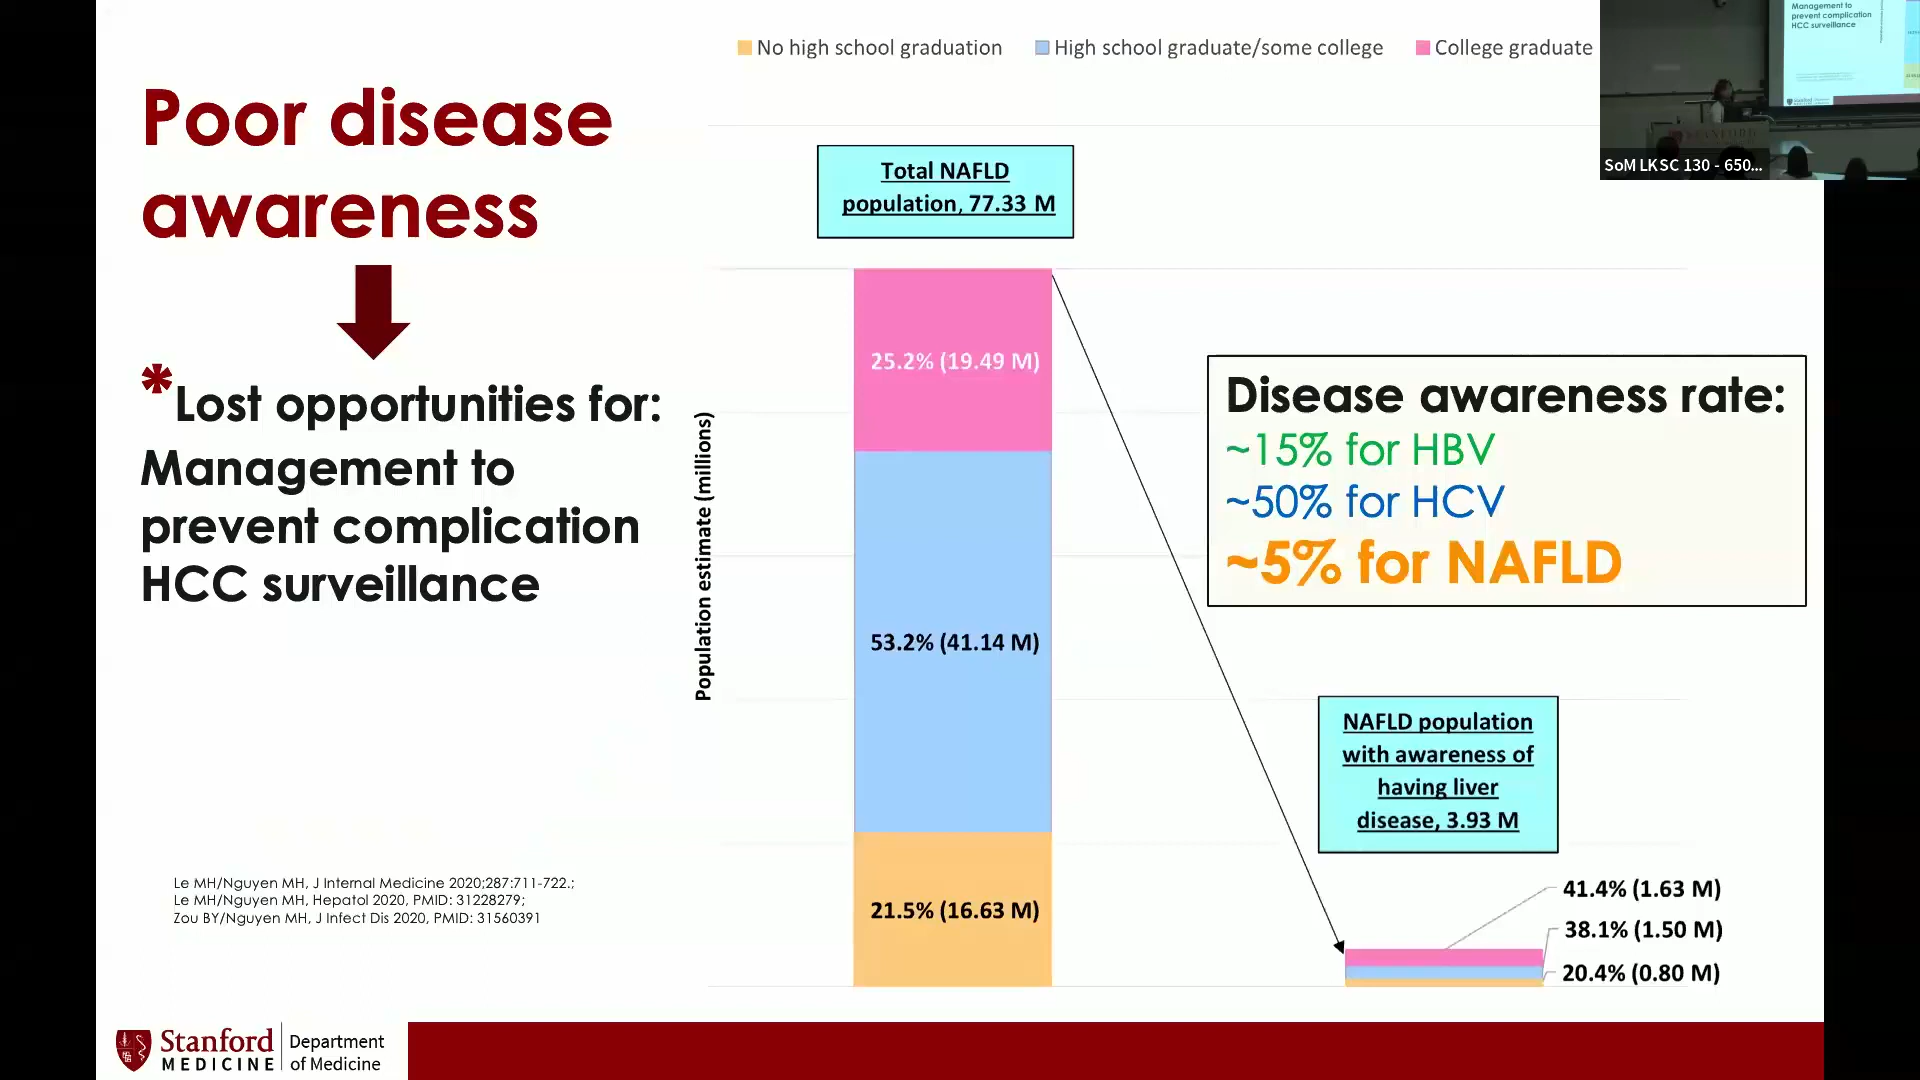 No high school graduation
High school graduate/some college
College graduate
Management to
prevent complication
HCC surveillance
SoM LKSC 130 - 650...
Poor disease
awareness
*Lost opportunities for:
Management to
prevent complication
HCC surveillance
Total NAFLD
population, 77.33 M
Population estimate (millions)
25.2% (19.49 M)
53.2% (41.14 M)
21.5% (16.63 M)
Disease awareness rate:
~15% for HBV
~50% for HCV
~5% for NAFLD
NAFLD population
with awareness of
having liver
disease, 3.93 M
41.4% (1.63 M)
38.1% (1.50 M)
20.4% (0.80 M)
Le MH/Nguyen MH, J Internal Medicine 2020;287:711-722.;
Le MH/Nguyen MH, Hepatol 2020, PMID: 31228279;
Zou BY/Nguyen MH, J Infect Dis 2020, PMID: 31560391
Stanford
MEDICINE
Department
of Medicine